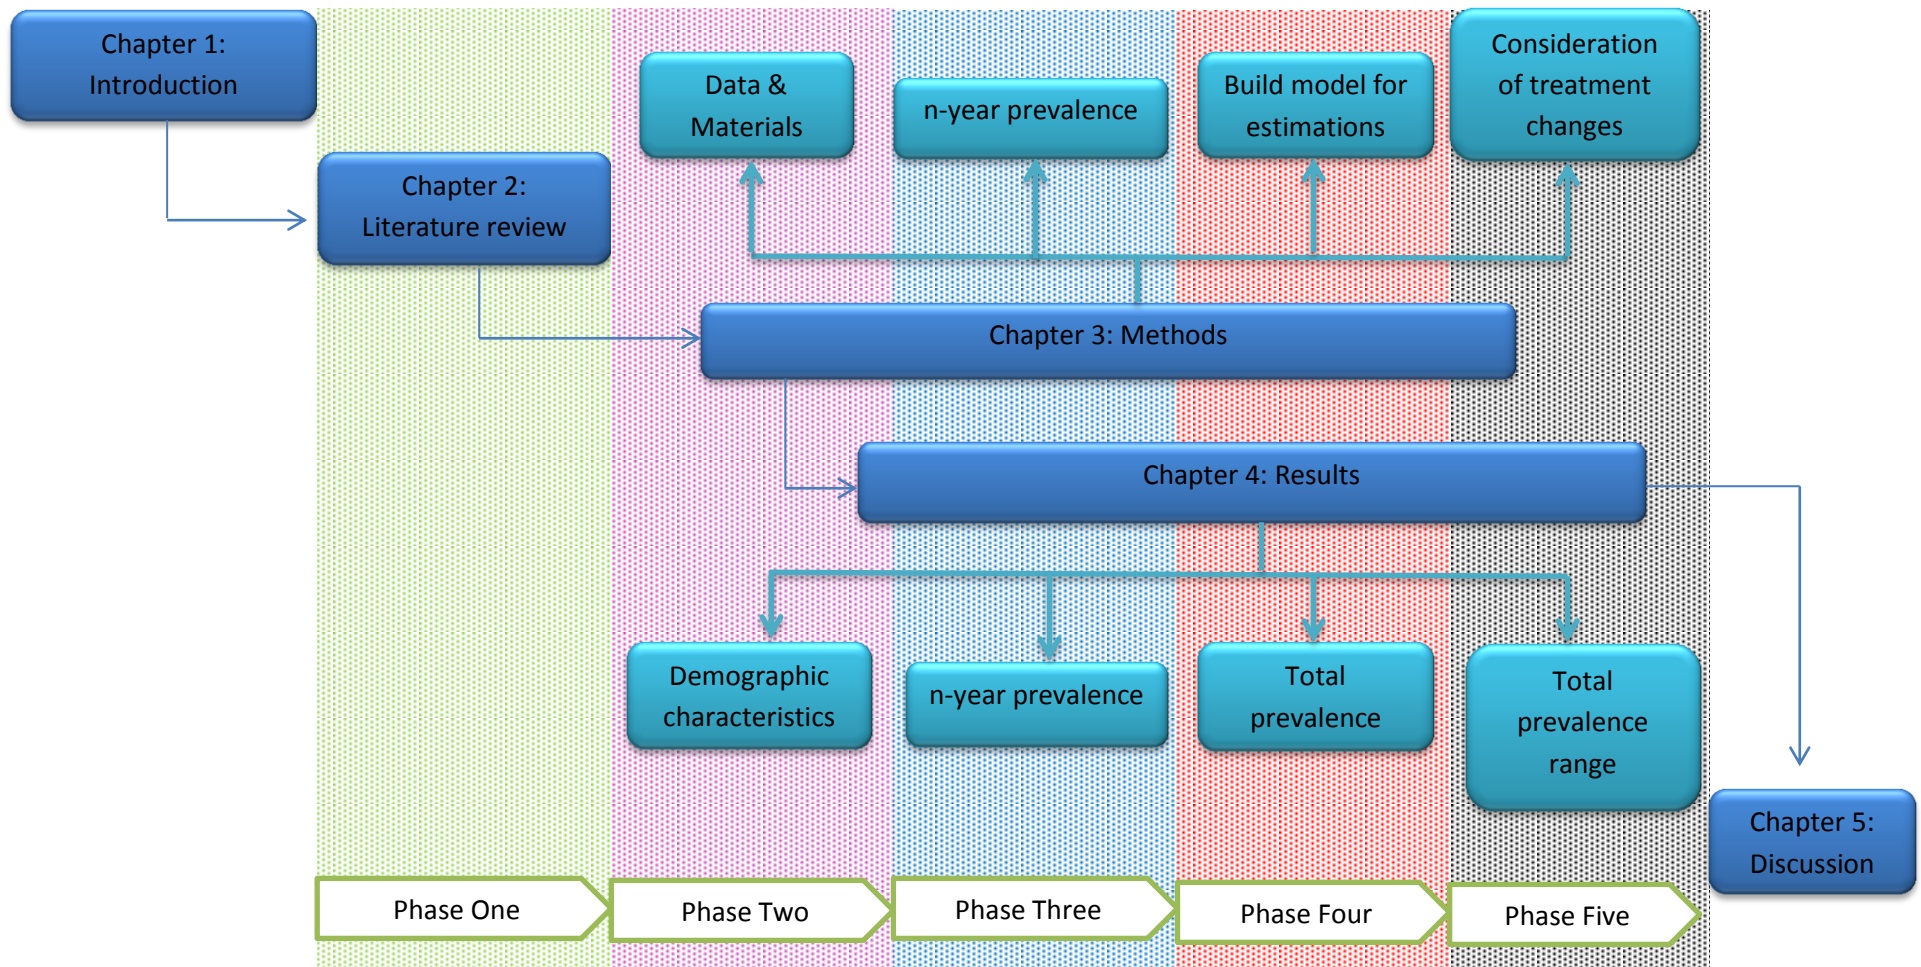 Chapter 1:
Introduction
Data &
Materials
n-year prevalence
Build model for
estimations
Consideration
of treatment
changes
Chapter 2:
Literature review
Chapter 3: Methods
Chapter 4: Results
Demographic
characteristics
n-year prevalence
Total
prevalence
Total
prevalence
range
Chapter 5:
Discussion
Phase One
Phase Two
Phase Three
Phase Four
Phase Five